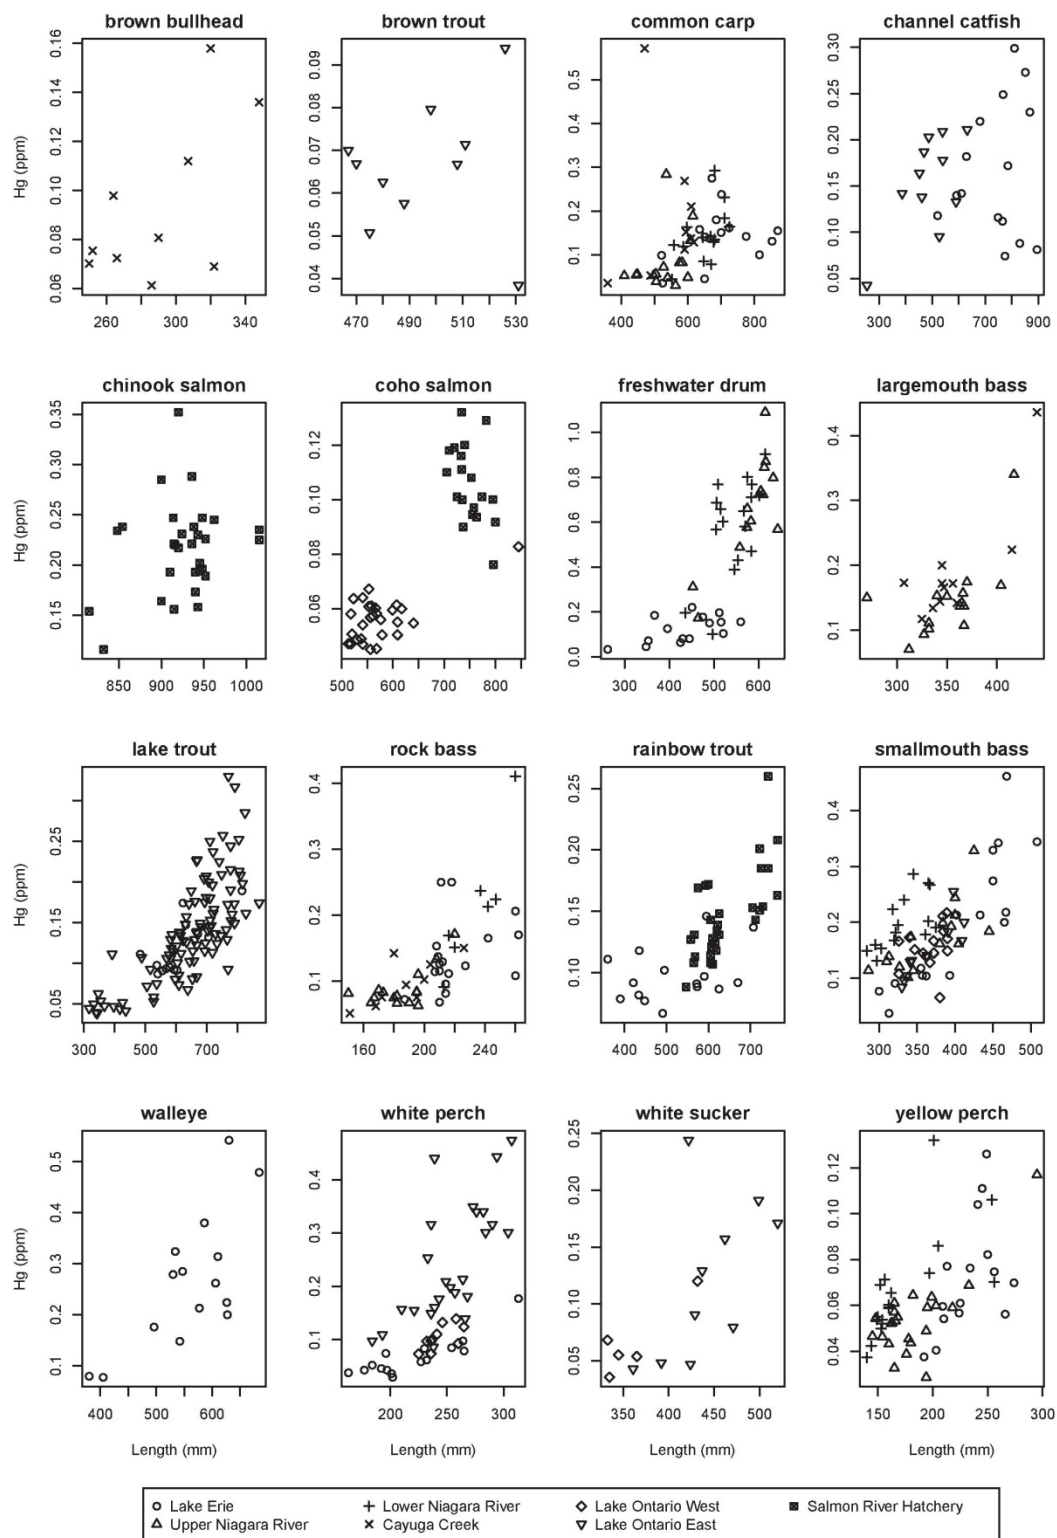 brown bullhead
Hg (ppm)
0.06 0.08 0.10 0.12 0.14 0.16
260 300 340
brown trout
0.04 0.05 0.06 0.07 0.08 0.09
470 490 510 530
common carp
0.0 0.1 0.2 0.3 0.4 0.5
400 600 800
channel catfish
0.05 0.10 0.15 0.20 0.25 0.30
300 500 700 900
chinook salmon
Hg (ppm)
0.15 0.20 0.25 0.30 0.35
850 900 950 1000
coho salmon
0.06 0.08 0.10 0.12
500 600 700 800
freshwater drum
0.0 0.2 0.4 0.6 0.8 1.0
300 400 500 600
largemouth bass
0.1 0.2 0.3 0.4
300 350 400
lake trout
Hg (ppm)
0.05 0.15 0.25
300 500 700
rock bass
0.1 0.2 0.3 0.4
160 200 240
rainbow trout
0.10 0.15 0.20 0.25
400 500 600 700
smallmouth bass
0.1 0.2 0.3 0.4
300 350 400 450 500
walleye
Hg (ppm)
0.1 0.2 0.3 0.4 0.5
400 500 600
Length (mm)
white perch
0.1 0.2 0.3 0.4
200 250 300
Length (mm)
white sucker
0.05 0.10 0.15 0.20 0.25
350 400 450 500
Length (mm)
yellow perch
0.04 0.06 0.08 0.10 0.12
150 200 250 300
Length (mm)
Lake Erie Lower Niagara River Lake Ontario West Salmon River Hatchery
Upper Niagara River Cayuga Creek Lake Ontario East